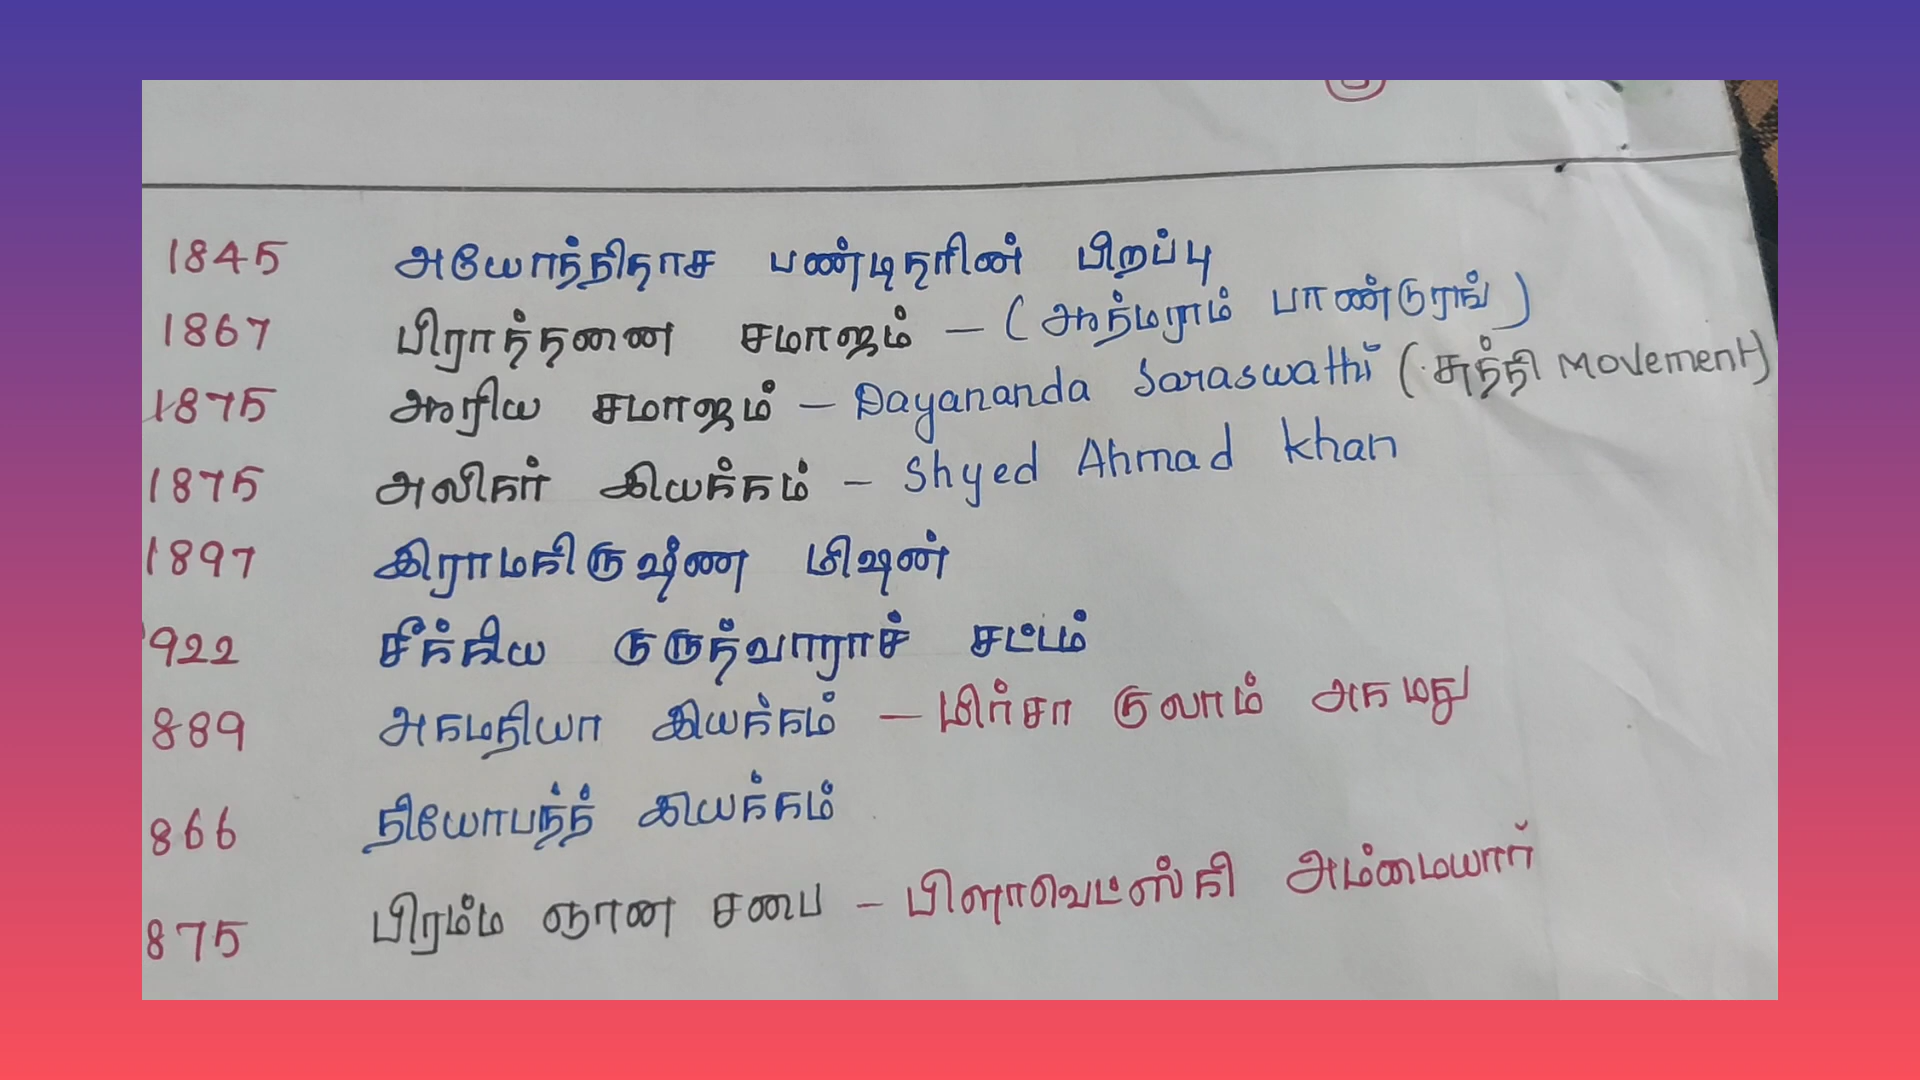 1845 அயோத்திதாச பண்டிதரின் பிறப்பு
1867 பிராத்தணை சமாஜம் – (ஆத்மராம் பாண்டுரங்)
1875 ஆரிய சமாஜம் – Dayananda Saraswathi (சுத்தி Movement)
1875 அலிகர் இயக்கம் – Shyed Ahmad Khan
1897 இராமகிருஷ்ண மிஷன்
922 சீக்கிய குருத்வாராச் சட்டம்
889 அகமதியா இயக்கம் – மிர்சா குலாம் அகமது
866 தியோபந்த் இயக்கம்
875 பிரம்ம ஞான சபை – பிளாவெட்ஸ்கி அம்மையார்